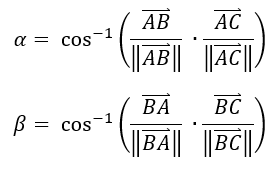 α = cos⁻¹(AB⃗/‖AB⃗‖ · AC⃗/‖AC⃗‖)
β = cos⁻¹(BA⃗/‖BA⃗‖ · BC⃗/‖BC⃗‖)